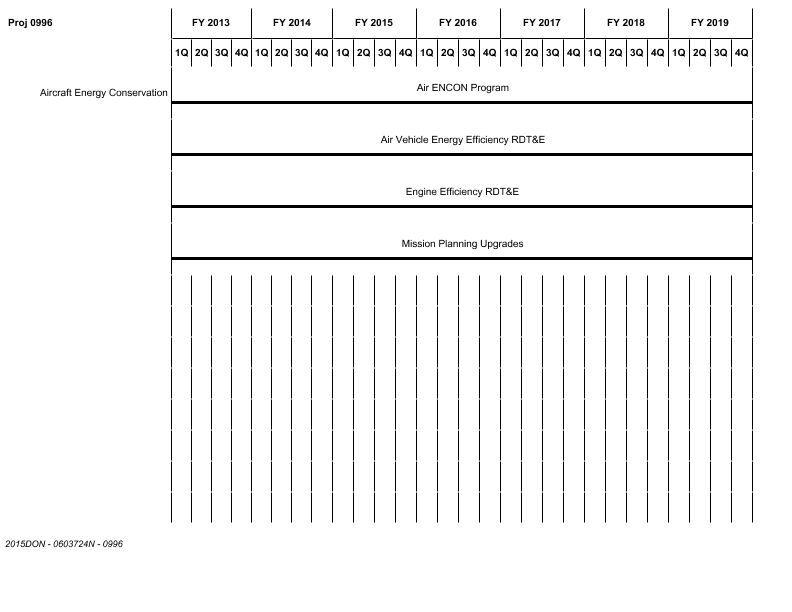 Proj 0996 FY 2013 FY 2014 FY 2015 FY 2016 FY 2017 FY 2018 FY 2019
1Q 2Q 3Q 4Q 1Q 2Q 3Q 4Q 1Q 2Q 3Q 4Q 1Q 2Q 3Q 4Q 1Q 2Q 3Q 4Q 1Q 2Q 3Q 4Q 1Q 2Q 3Q 4Q
Aircraft Energy Conservation Air ENCON Program
Air Vehicle Energy Efficiency RDT&E
Engine Efficiency RDT&E
Mission Planning Upgrades
2015DON - 0603724N - 0996